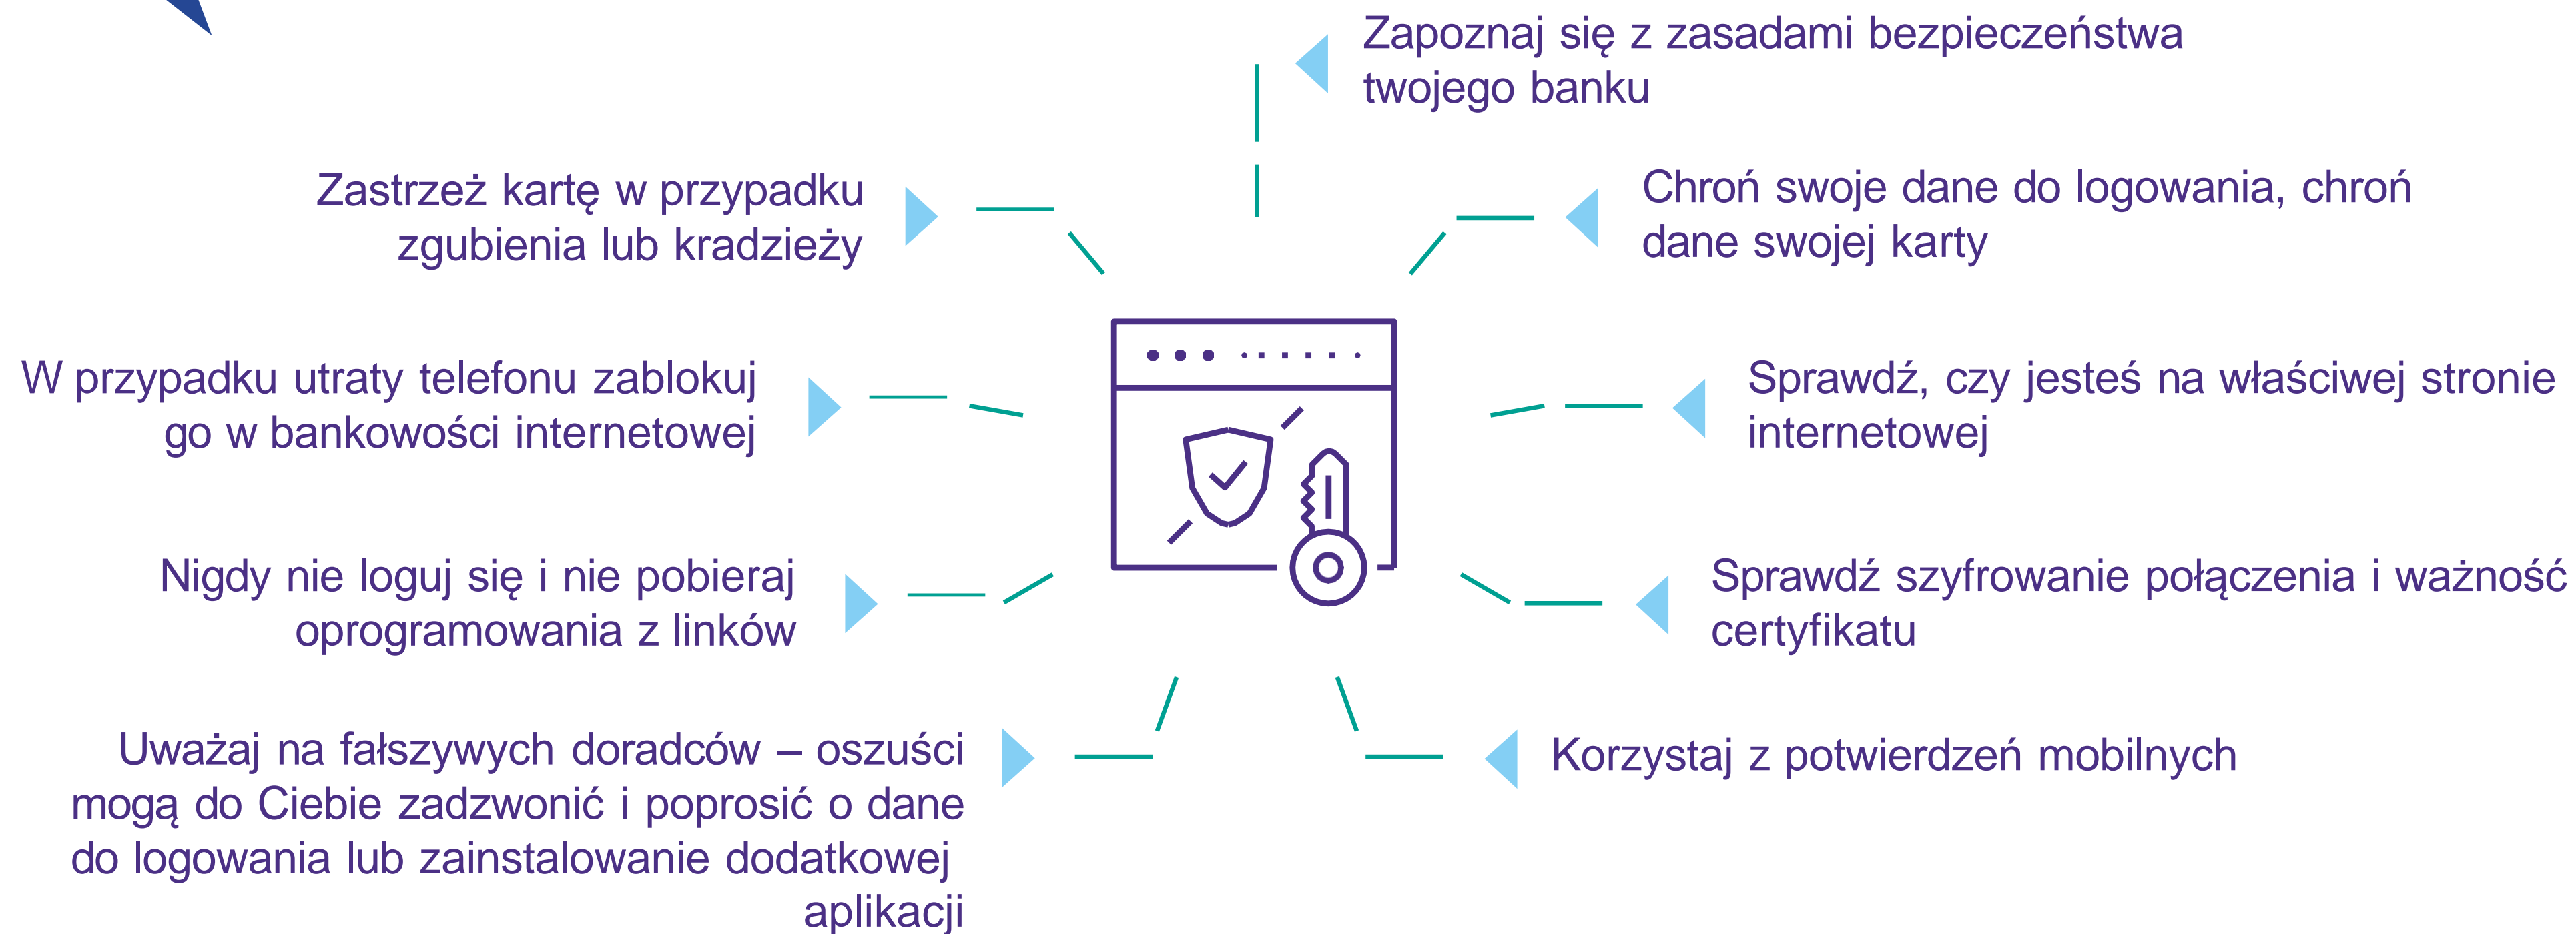 Zapoznaj się z zasadami bezpieczeństwa
twojego banku
Chroń swoje dane do logowania, chroń
dane swojej karty
Sprawdź, czy jesteś na właściwej stronie
internetowej
Sprawdź szyfrowanie połączenia i ważność
certyfikatu
Korzystaj z potwierdzeń mobilnych
Zastrzeż kartę w przypadku
zgubienia lub kradzieży
W przypadku utraty telefonu zablokuj
go w bankowości internetowej
Nigdy nie loguj się i nie pobieraj
oprogramowania z linków
Uważaj na fałszywych doradców – oszuści
mogą do Ciebie zadzwonić i poprosić o dane
do logowania lub zainstalowanie dodatkowej
aplikacji